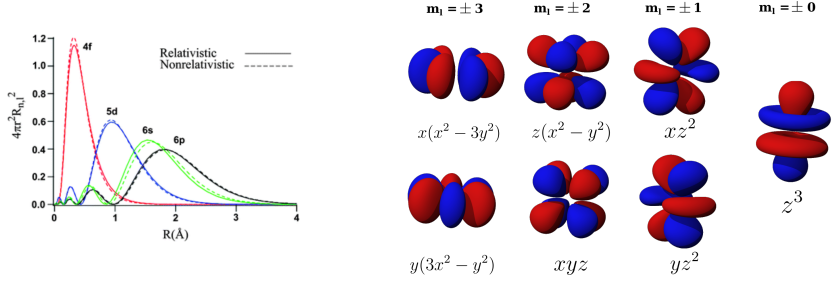 m_l = ± 3
m_l = ± 2
m_l = ± 1
m_l = ± 0
1.2
1.0
0.8
0.6
0.4
0.2
0.0
4πr²R_{n,l}²
4f
5d
6s
6p
Relativistic
Nonrelativistic
0
1
2
3
4
R(Å)
x(x² − 3y²)
z(x² − y²)
xz²
z³
y(3x² − y²)
xyz
yz²